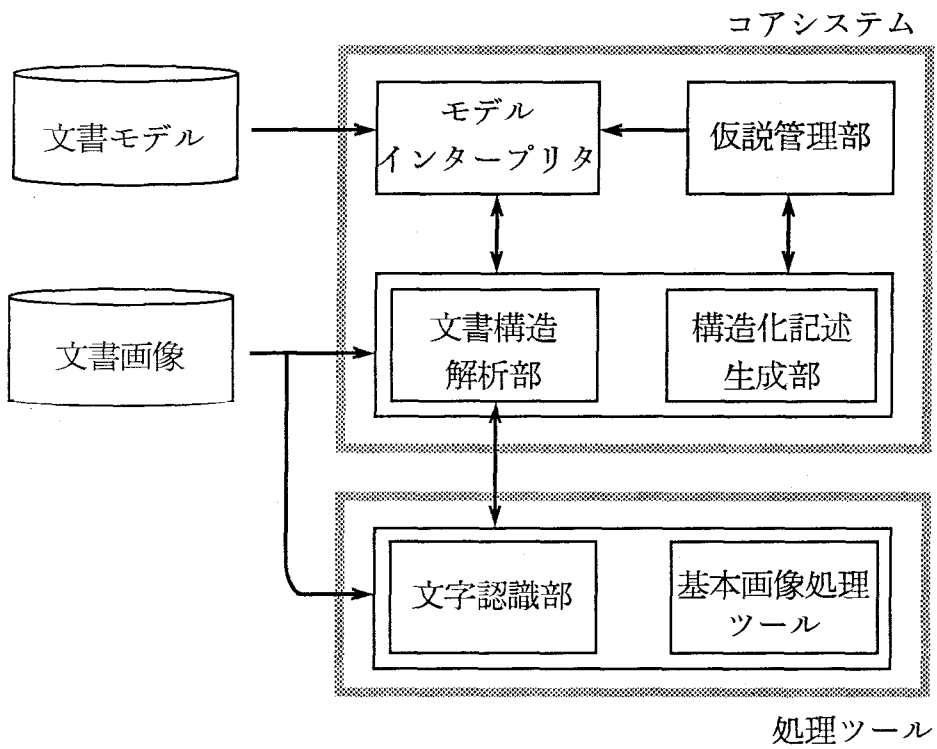 コアシステム
文書モデル
モデル
インタープリタ
仮説管理部
文書画像
文書構造
解析部
構造化記述
生成部
文字認識部
基本画像処理
ツール
処理ツール